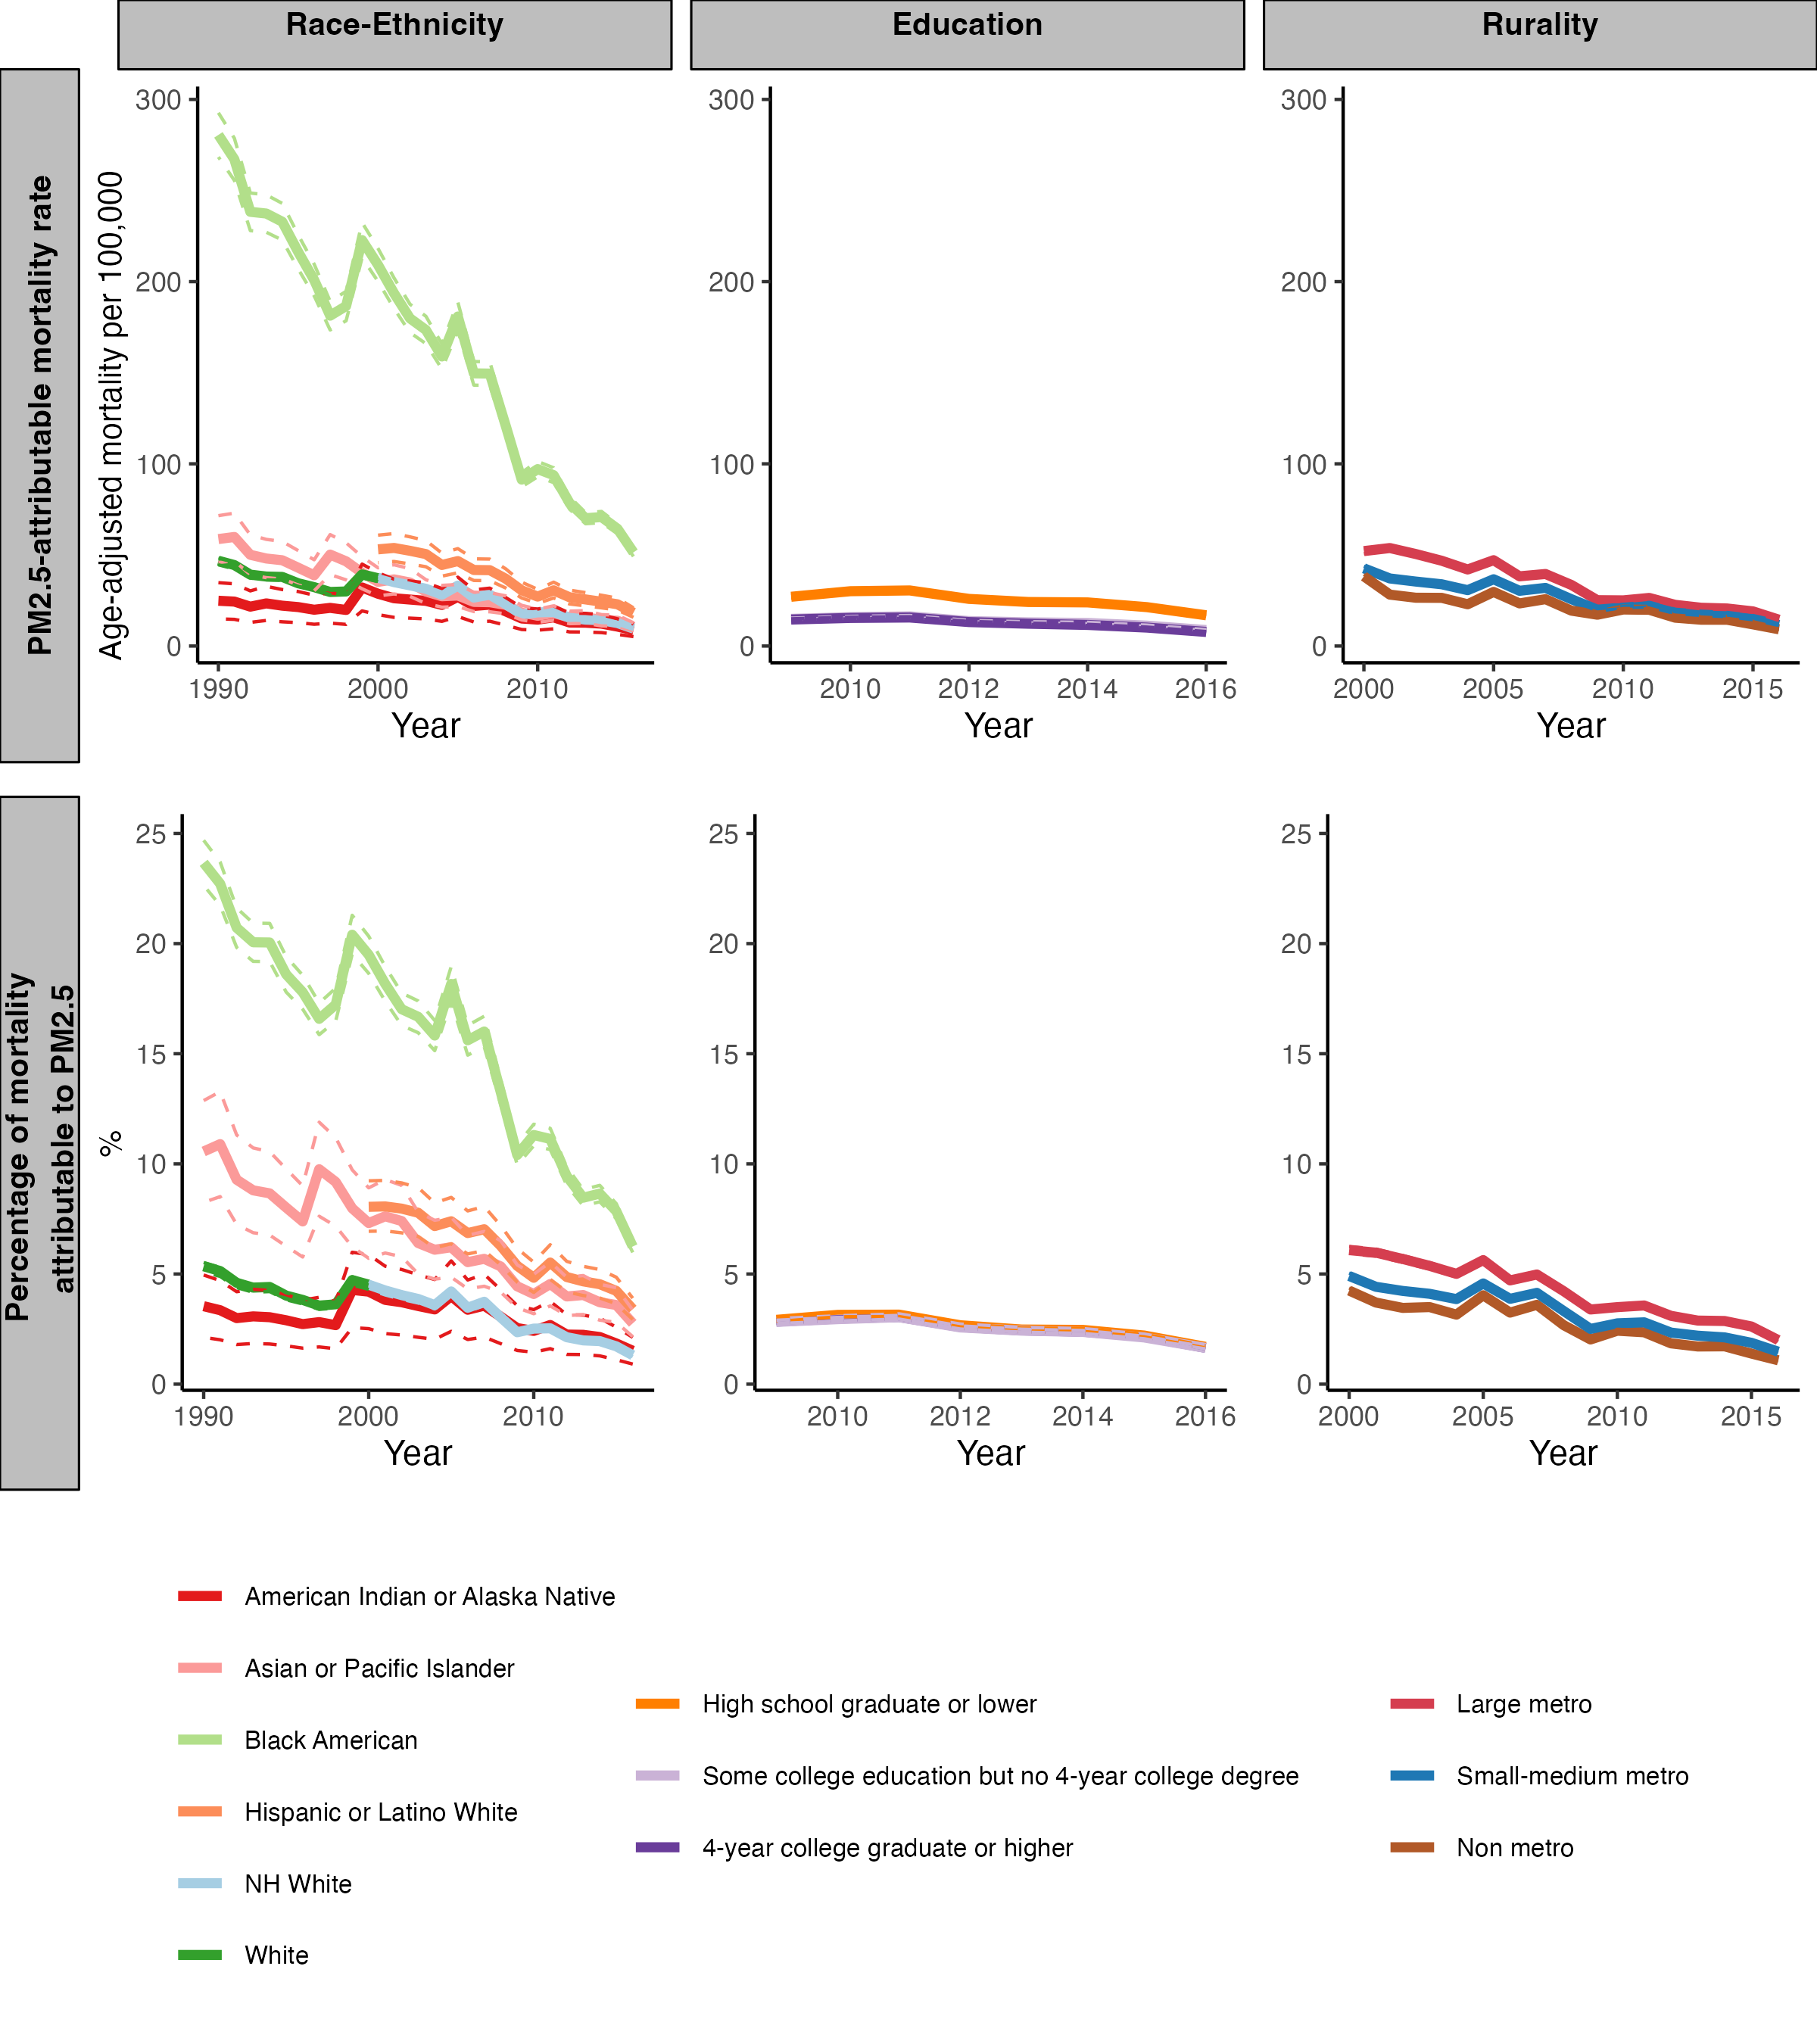 Race-Ethnicity
Education
Rurality
PM2.5-attributable mortality rate
Age-adjusted mortality per 100,000
300
200
100
0
1990
2000
2010
Year
300
200
100
0
2010
2012
2014
2016
Year
300
200
100
0
2000
2005
2010
2015
Year
Percentage of mortality
attributable to PM2.5
%
25
20
15
10
5
0
1990
2000
2010
Year
25
20
15
10
5
0
2010
2012
2014
2016
Year
25
20
15
10
5
0
2000
2005
2010
2015
Year
American Indian or Alaska Native
Asian or Pacific Islander
Black American
Hispanic or Latino White
NH White
White
High school graduate or lower
Some college education but no 4-year college degree
4-year college graduate or higher
Large metro
Small-medium metro
Non metro